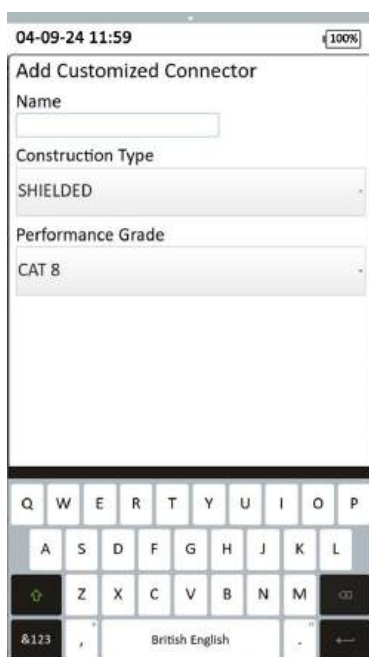 04-09-24 11:59 100%
Add Customized Connector
Name
Construction Type
SHIELDED
Performance Grade
CAT 8
Q W E R T Y U I O P
A S D F G H J K L
Z X C V B N M
&123 , " British English . "